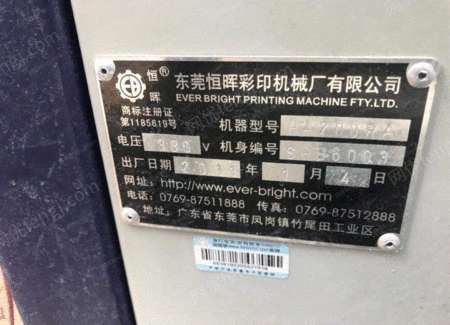 恒®晖
EB
商标注册证
第1185619号
东莞恒晖彩印机械厂有限公司
EVER BRIGHT PRINTING MACHINE FTY.LTD.
机器型号
电压 380 V 机身编号
出厂日期 年 1 月 4 日
网址: http://www.ever-bright.com
电话: 0769-87511888 传真: 0769-87512888
地址: 广东省东莞市凤岗镇竹尾田工业区